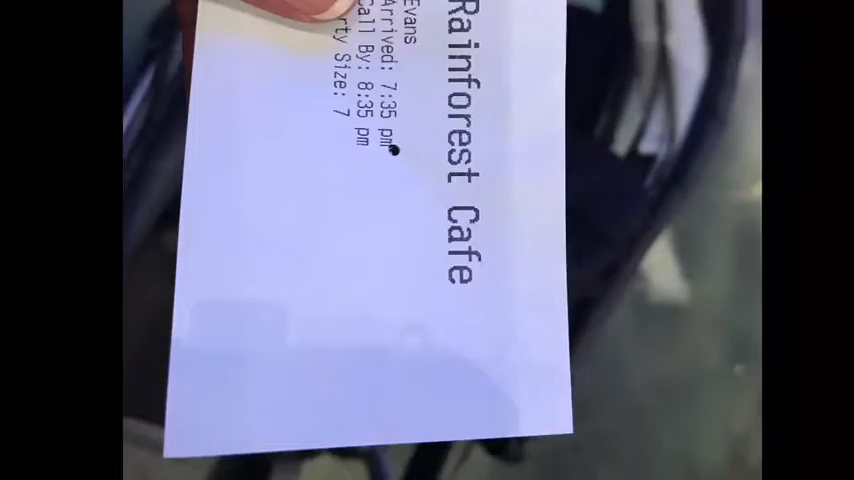 Rainforest Cafe
Evans
Arrived: 7:35 pm
Call By: 8:35 pm
Size: 7